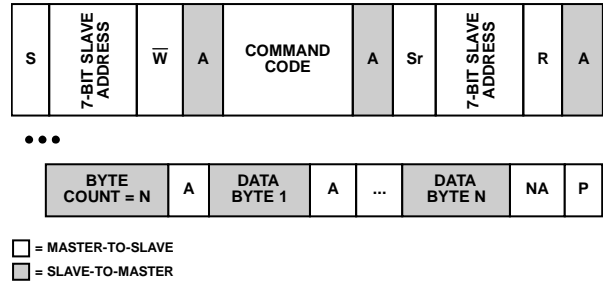 S 7-BIT SLAVE ADDRESS W̅ A COMMAND CODE A Sr 7-BIT SLAVE ADDRESS R A
•••
BYTE COUNT = N A DATA BYTE 1 A ... DATA BYTE N NA P
= MASTER-TO-SLAVE
= SLAVE-TO-MASTER